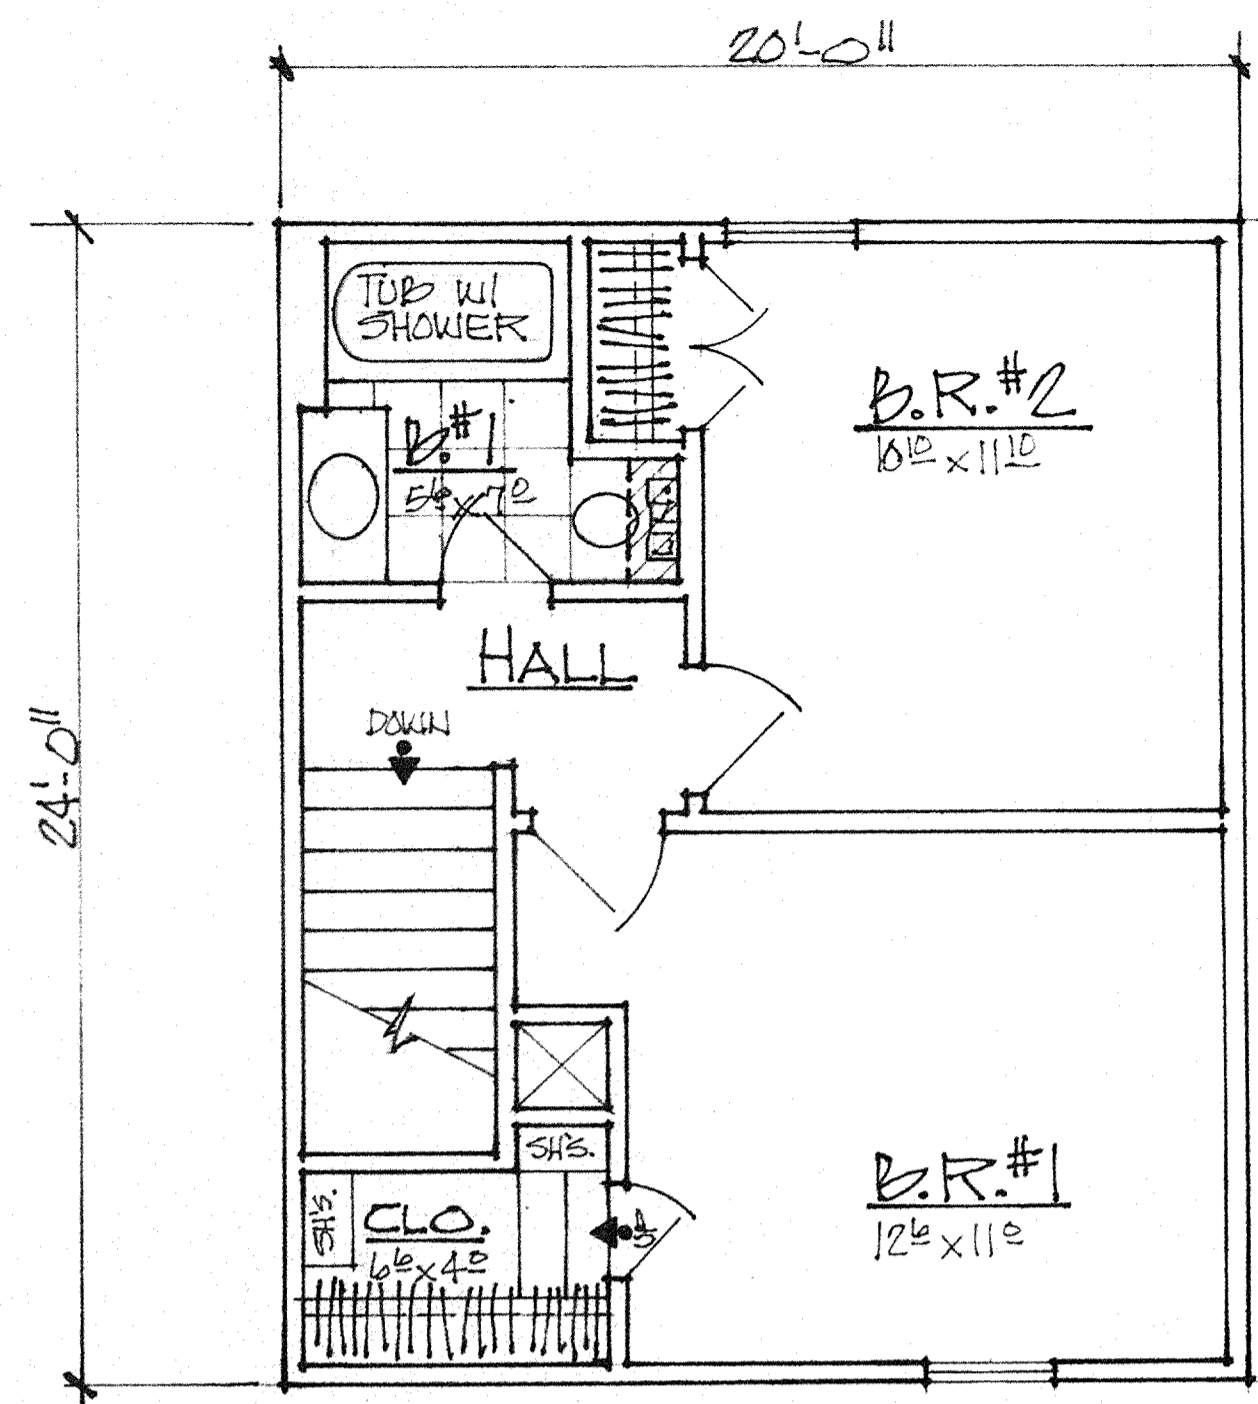 20'-0"
TUB W/
SHOWER
B.R.#2
10¹⁰ x 11¹⁰
B.#1
5⁶ x 7⁰
HALL
DOWN
24'-0"
SH'S.
B.R.#1
12⁶ x 11⁰
SH'S.
CLO.
6⁶ x 4⁰